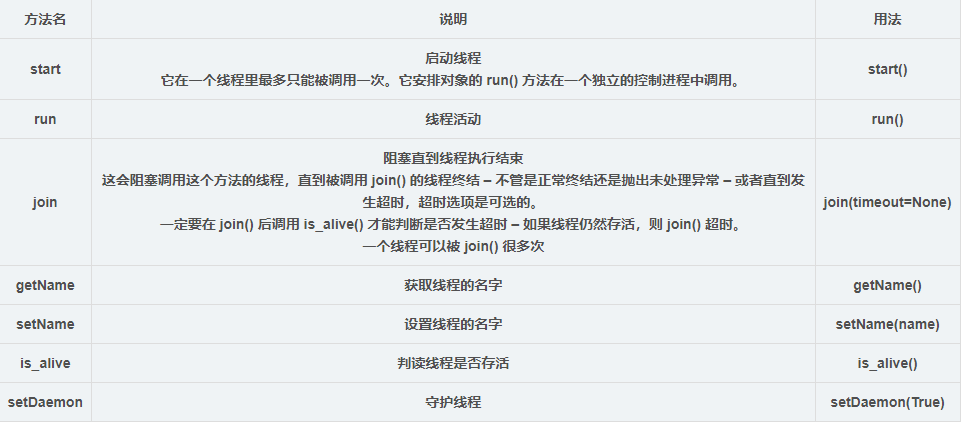 方法名 说明 用法
启动线程
start 它在一个线程里最多只能被调用一次。它安排对象的 run() 方法在一个独立的控制进程中调用。 start()
run 线程活动 run()
阻塞直到线程执行结束
这会阻塞调用这个方法的线程，直到被调用 join() 的线程终结 – 不管是正常终结还是抛出未处理异常 – 或者直到发
join 生超时，超时选项是可选的。 join(timeout=None)
一定要在 join() 后调用 is_alive() 才能判断是否发生超时 – 如果线程仍然存活，则 join() 超时。
一个线程可以被 join() 很多次
getName 获取线程的名字 getName()
setName 设置线程的名字 setName(name)
is_alive 判读线程是否存活 is_alive()
setDaemon 守护线程 setDaemon(True)